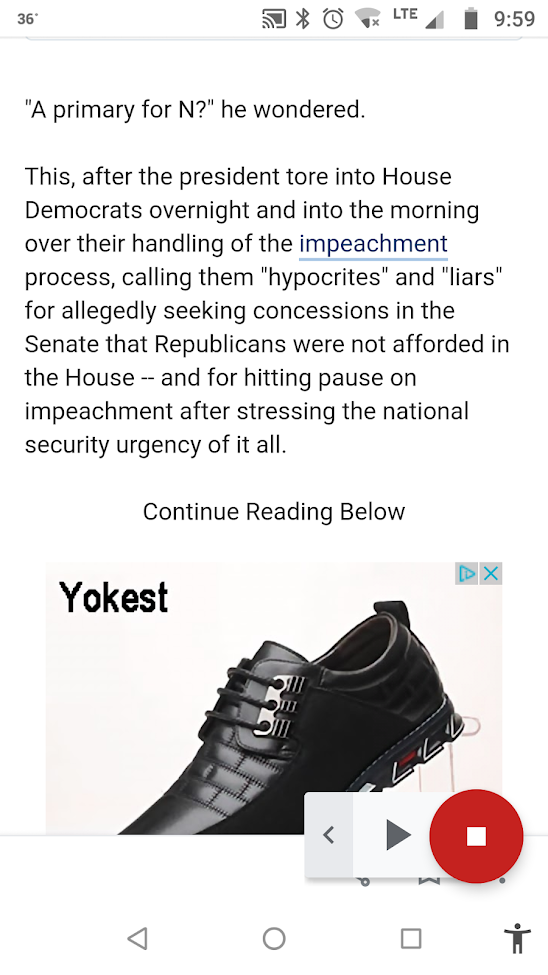 36°
LTE
9:59
"A primary for N?" he wondered.
This, after the president tore into House
Democrats overnight and into the morning
over their handling of the impeachment
process, calling them "hypocrites" and "liars"
for allegedly seeking concessions in the
Senate that Republicans were not afforded in
the House -- and for hitting pause on
impeachment after stressing the national
security urgency of it all.
Continue Reading Below
Yokest